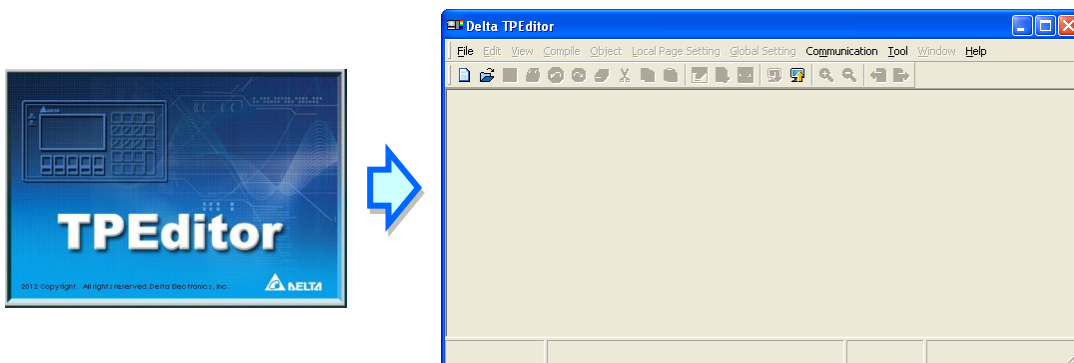 TPEditor
2012 Copyright. All rights reserved.Delta Electronics, Inc.
DELTA
Delta TPEditor
File Edit View Compile Object Local Page Setting Global Setting Communication Tool Window Help